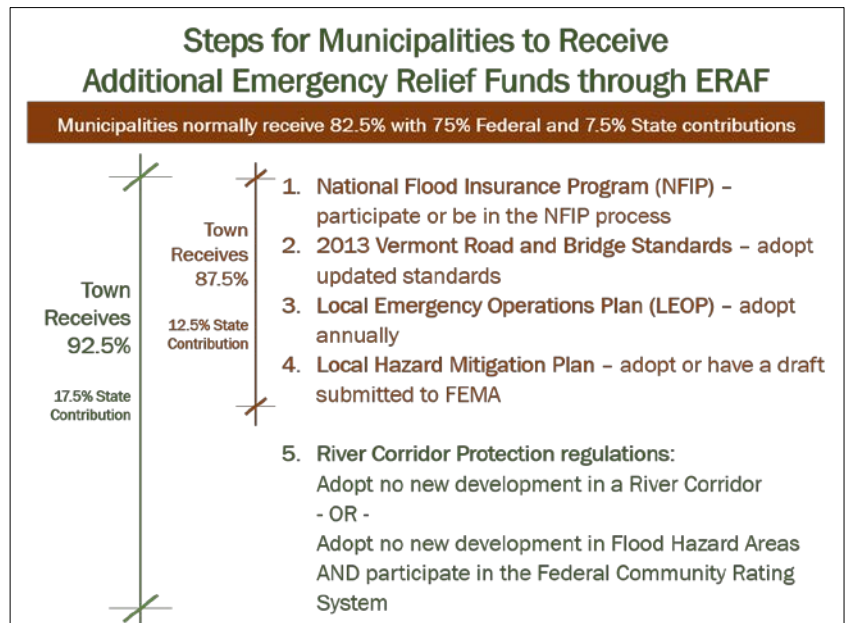 Steps for Municipalities to Receive
Additional Emergency Relief Funds through ERAF
Municipalities normally receive 82.5% with 75% Federal and 7.5% State contributions
Town
Receives
92.5%
17.5% State
Contribution
Town
Receives
87.5%
12.5% State
Contribution
1. National Flood Insurance Program (NFIP) –
participate or be in the NFIP process
2. 2013 Vermont Road and Bridge Standards – adopt
updated standards
3. Local Emergency Operations Plan (LEOP) – adopt
annually
4. Local Hazard Mitigation Plan – adopt or have a draft
submitted to FEMA
5. River Corridor Protection regulations:
Adopt no new development in a River Corridor
- OR -
Adopt no new development in Flood Hazard Areas
AND participate in the Federal Community Rating
System